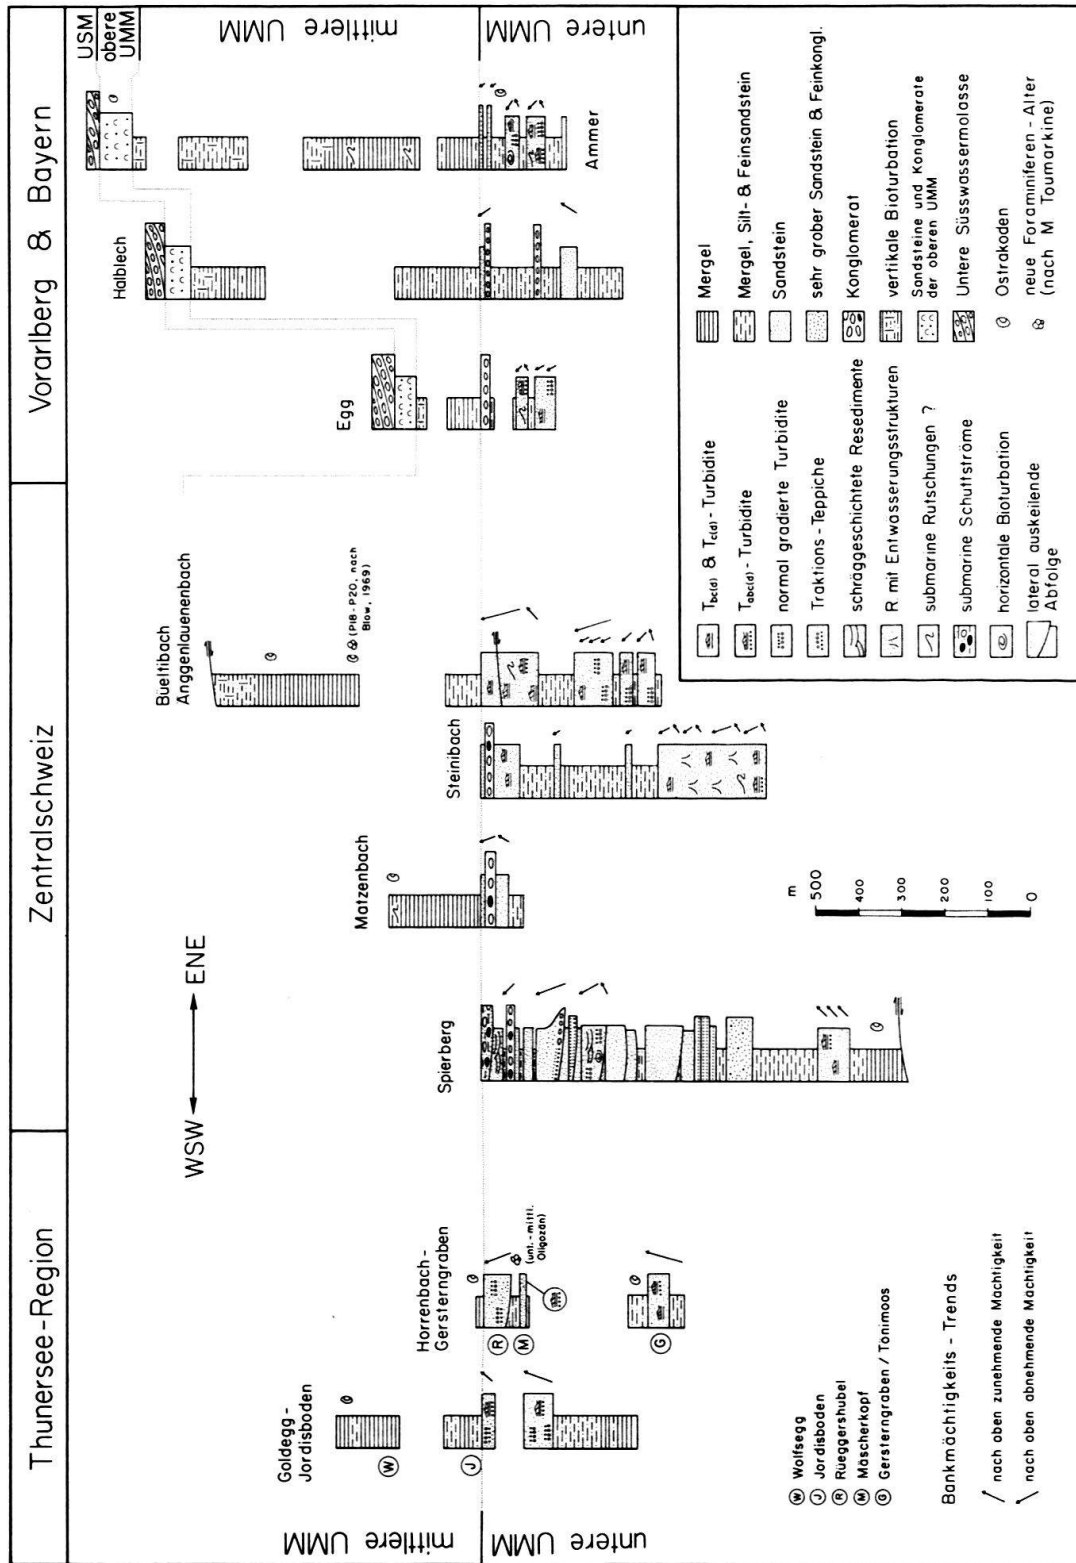 Thunersee-Region
Zentralschweiz
Vorarlberg & Bayern
USM
obere
UMM
mittlere UMM
untere UMM
mittlere UMM
untere UMM
WSW
ENE
Goldegg-
Jordisboden
W
J
Horrenbach-
Gersterngraben
R
M
(unt.-mittl.
Oligozän)
G
Spierberg
Matzenbach
Steinibach
Bueltibach
Anggenlauenenbach
(P18-P20, nach
Blow, 1969)
Egg
Halblech
Ammer
m
500
400
300
200
100
0
W Wolfsegg
J Jordisboden
R Rüeggershubel
M Mäscherkopf
G Gersterngraben / Tönimoos
Bankmächtigkeits-Trends
nach oben zunehmende Mächtigkeit
nach oben abnehmende Mächtigkeit
Tbc(d) & Tc(d)-Turbidite
Tabc(d)-Turbidite
normal gradierte Turbidite
Traktions-Teppiche
schräggeschichtete Resedimente
R mit Entwässerungsstrukturen
submarine Rutschungen ?
submarine Schuttströme
horizontale Bioturbation
lateral auskeilende
Abfolge
Mergel
Mergel, Silt- & Feinsandstein
Sandstein
sehr grober Sandstein & Feinkongl.
Konglomerat
vertikale Bioturbation
Sandsteine und Konglomerate
der oberen UMM
Untere Süsswassermolasse
Ostrakoden
neue Foraminiferen-Alter
(nach M Toumarkine)